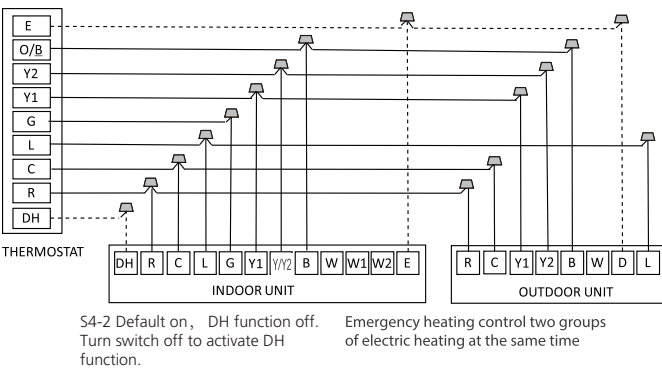 E
O/B
Y2
Y1
G
L
C
R
DH
THERMOSTAT
DH R C L G Y1 Y/Y2 B W W1 W2 E
INDOOR UNIT
R C Y1 Y2 B W D L
OUTDOOR UNIT
S4-2 Default on， DH function off.
Turn switch off to activate DH
function.
Emergency heating control two groups
of electric heating at the same time